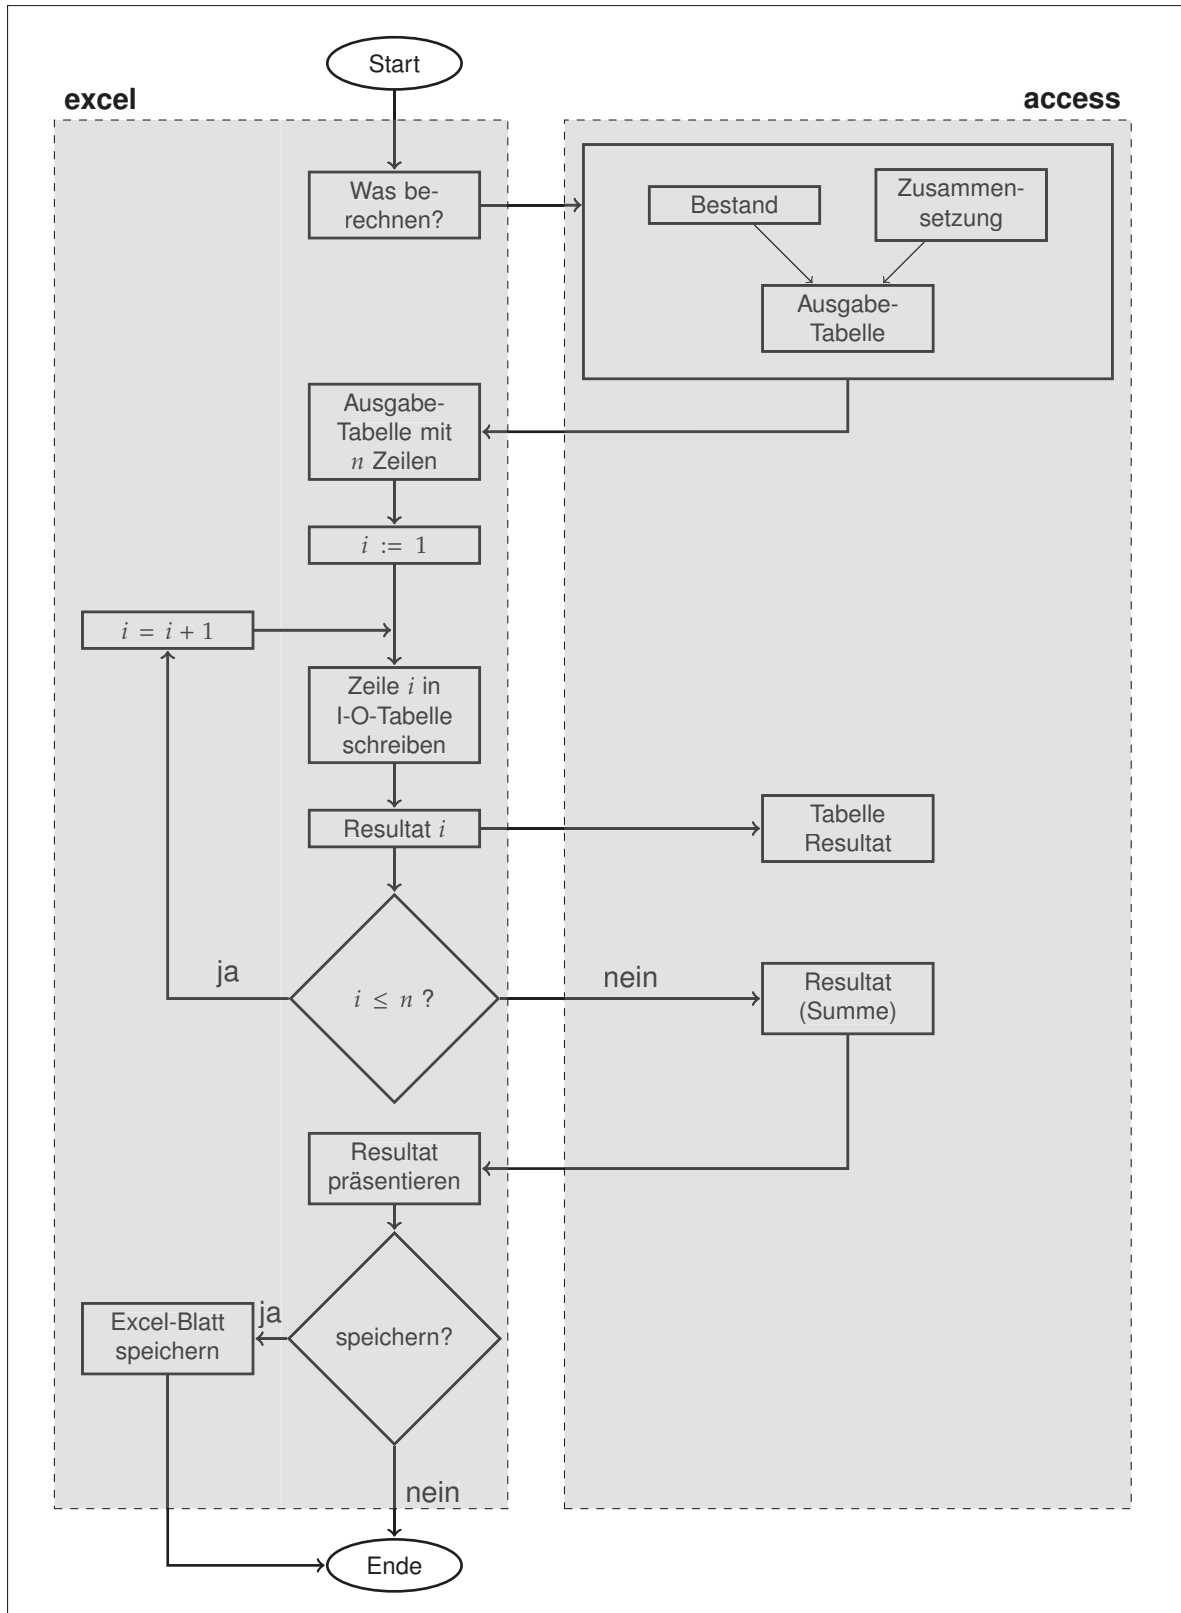 Start
excel
access
Was be-
rechnen?
Bestand
Zusammen-
setzung
Ausgabe-
Tabelle
Ausgabe-
Tabelle mit
n Zeilen
i := 1
i = i + 1
Zeile i in
I-O-Tabelle
schreiben
Resultat i
Tabelle
Resultat
ja
i ≤ n ?
nein
Resultat
(Summe)
Resultat
präsentieren
Excel-Blatt
speichern
ja
speichern?
nein
Ende